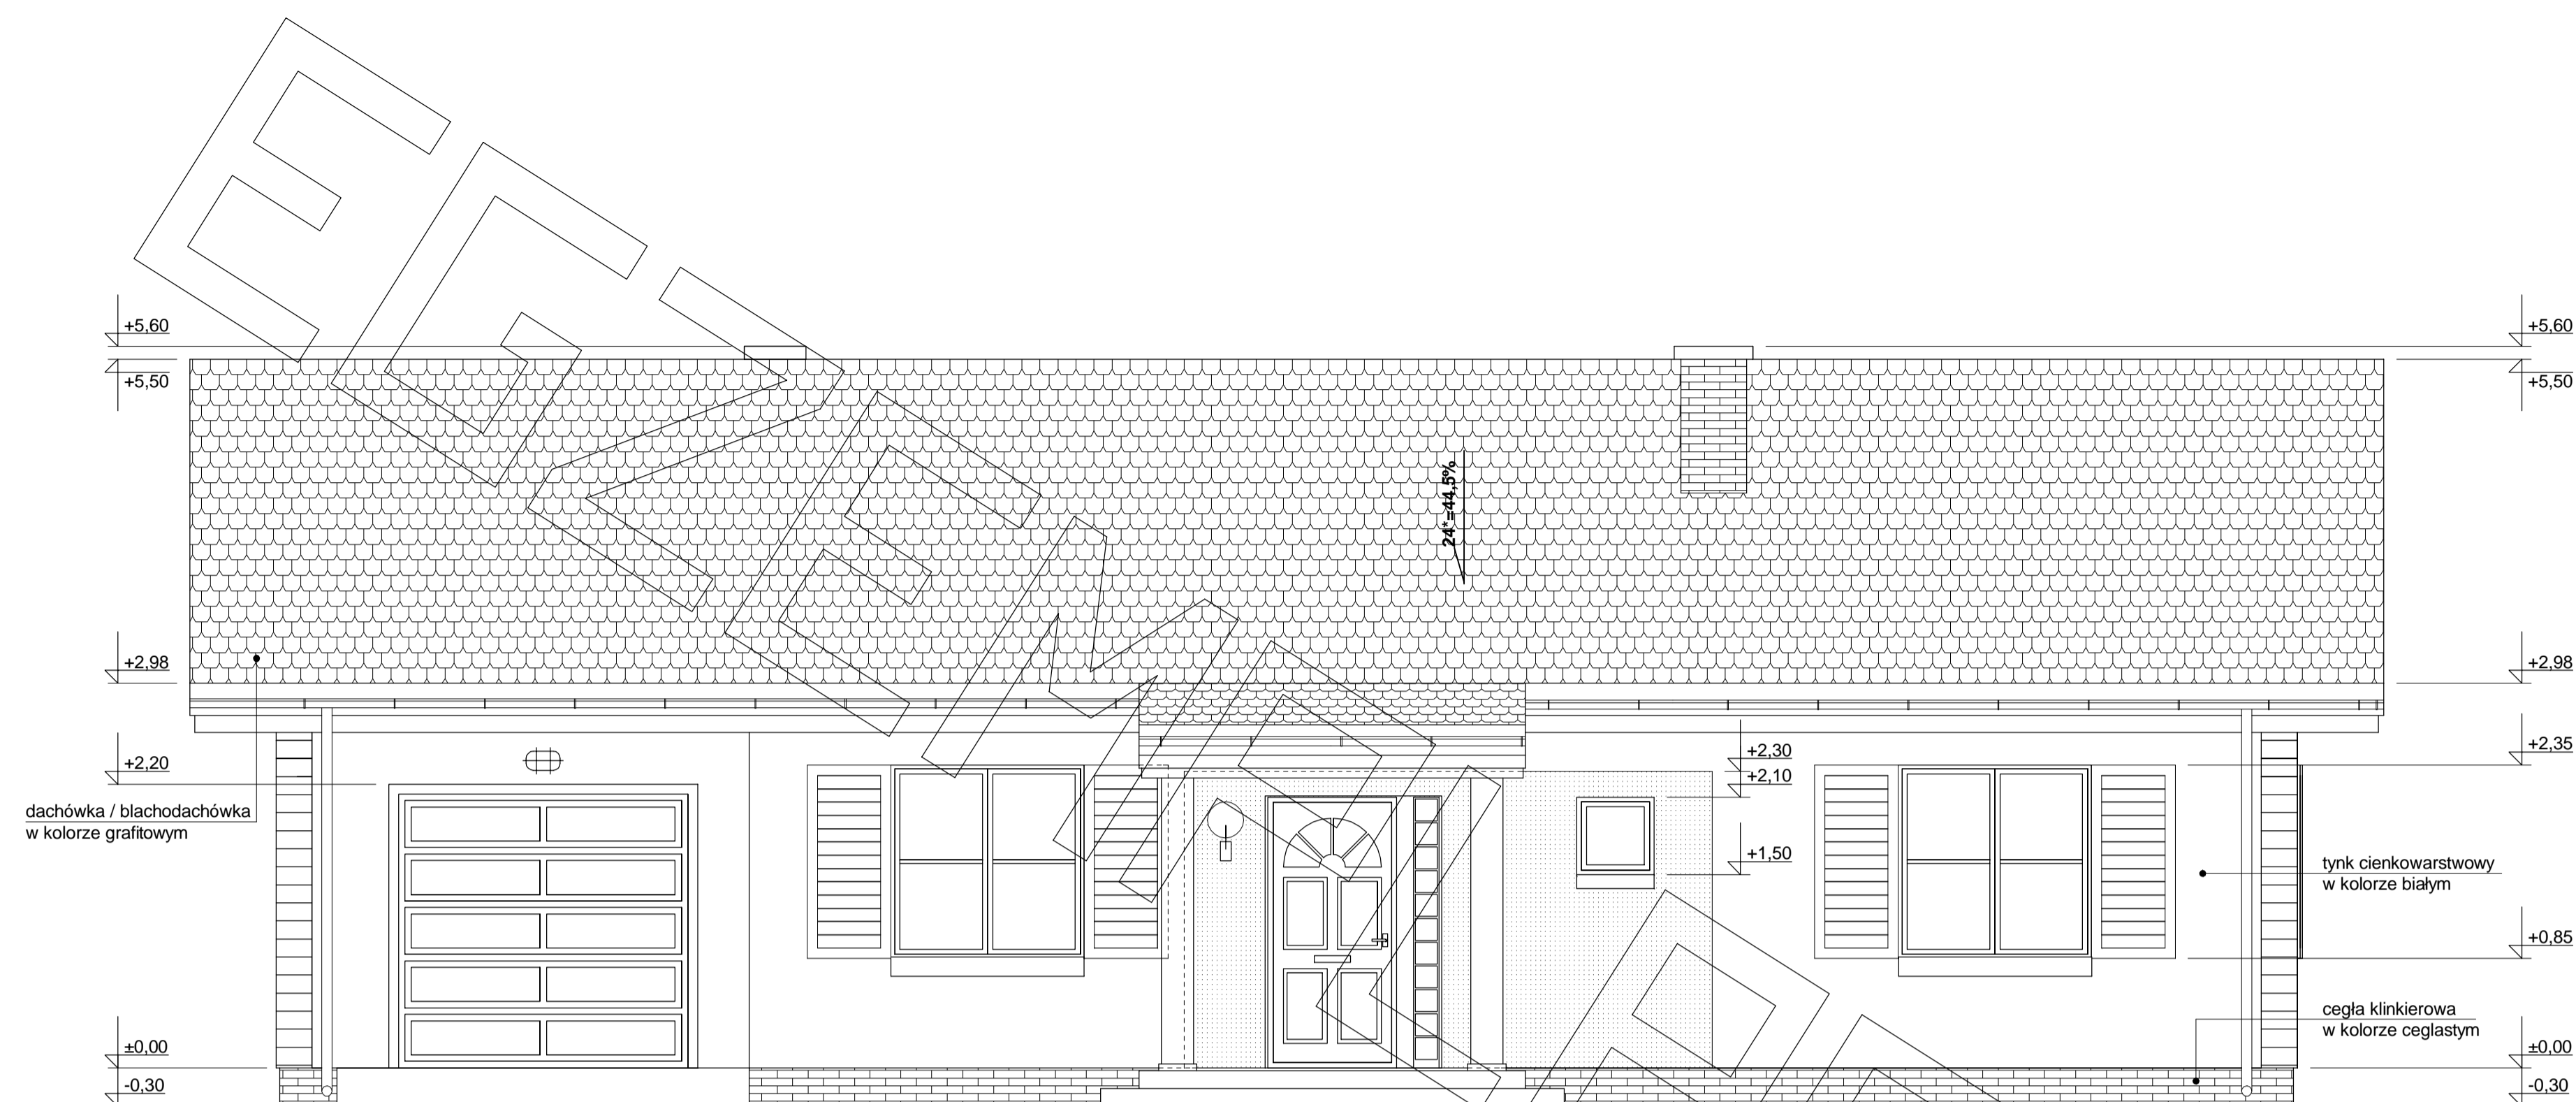 +5,60
+5,50
+2,98
+2,20
dachówka / blachodachówka
w kolorze grafitowym
±0,00
-0,30
24°=44,5%
+2,30
+2,10
+1,50
+5,60
+5,50
+2,98
+2,35
tynk cienkowarstwowy
w kolorze białym
+0,85
cegła klinkierowa
w kolorze ceglastym
±0,00
-0,30